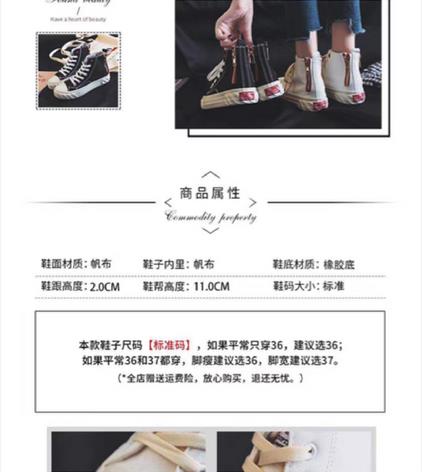 Kave a heart of beauty
商品属性
Commodity property
鞋面材质：帆布 鞋子内里：帆布 鞋底材质：橡胶底
鞋跟高度：2.0CM 鞋帮高度：11.0CM 鞋码大小：标准
本款鞋子尺码【标准码】，如果平常只穿36，建议选36；
如果平常36和37都穿，脚瘦建议选36，脚宽建议选37。
（*全店赠送运费险，放心购买，退还无忧。）